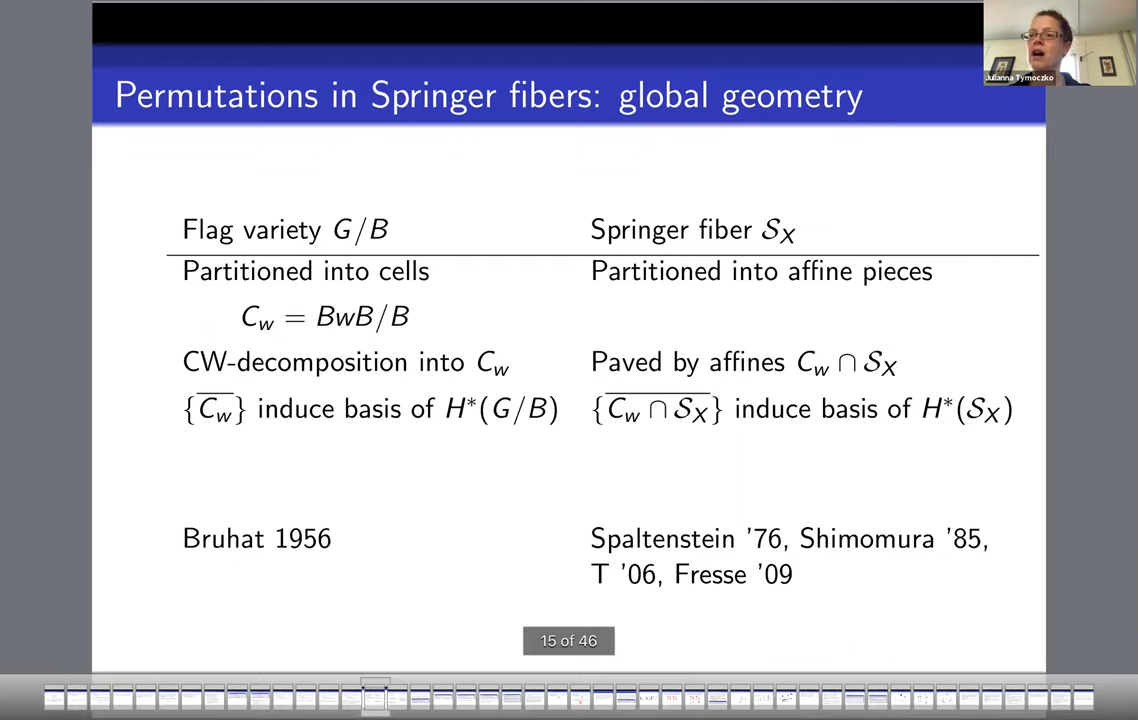 Julianna Tymoczko
Permutations in Springer fibers: global geometry
Flag variety G/B
Springer fiber 𝒮_X
Partitioned into cells
Partitioned into affine pieces
C_w = BwB/B
CW-decomposition into C_w
Paved by affines C_w ∩ 𝒮_X
{\overline{C_w}} induce basis of H*(G/B)
{\overline{C_w ∩ 𝒮_X}} induce basis of H*(𝒮_X)
Bruhat 1956
Spaltenstein '76, Shimomura '85,
T '06, Fresse '09
15 of 46